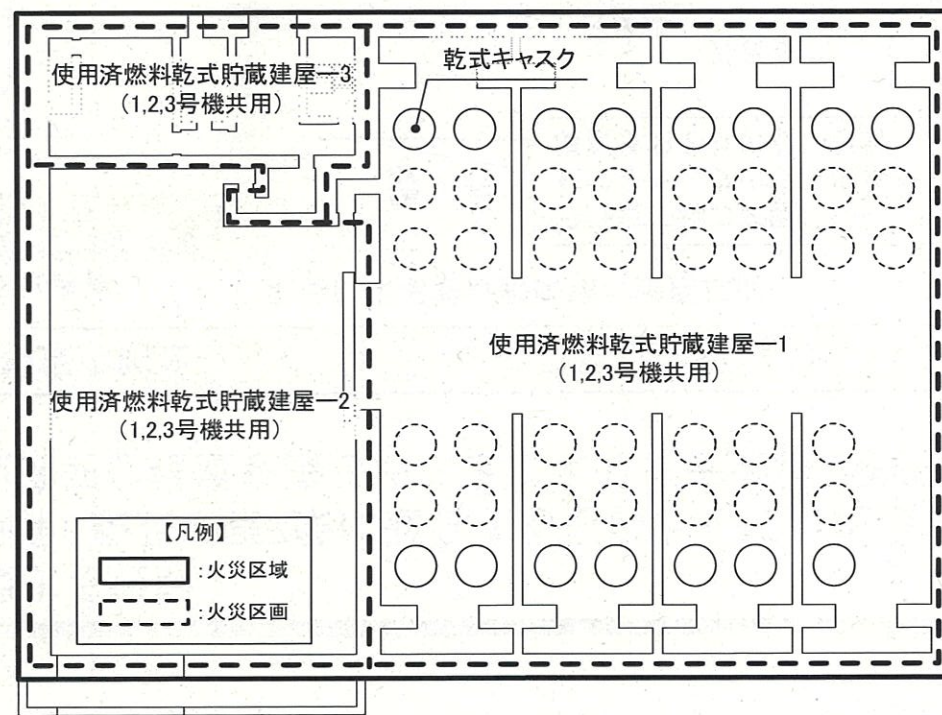 使用済燃料乾式貯蔵建屋ー3
(1,2,3号機共用)
乾式キャスク
使用済燃料乾式貯蔵建屋ー1
(1,2,3号機共用)
使用済燃料乾式貯蔵建屋ー2
(1,2,3号機共用)
【凡例】
:火災区域
:火災区画